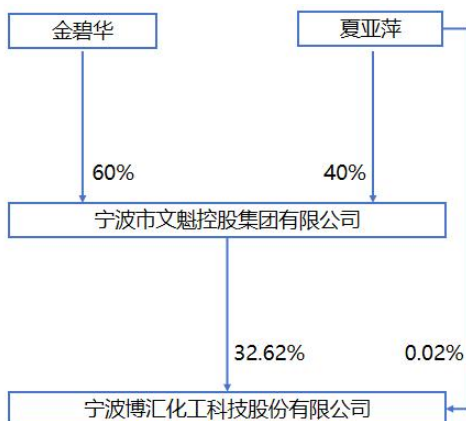 金碧华
夏亚萍
60%
40%
宁波市文魁控股集团有限公司
32.62%
0.02%
宁波博汇化工科技股份有限公司